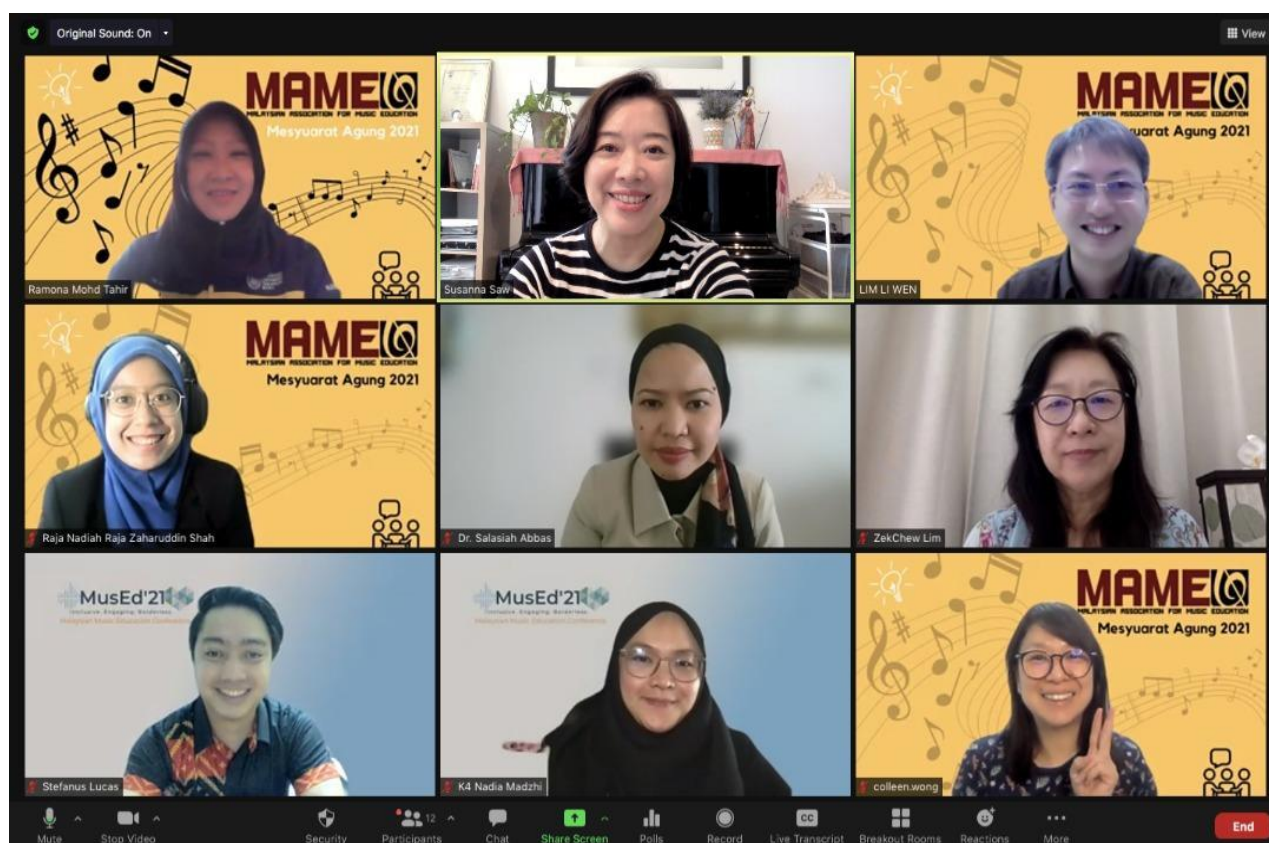 Original Sound: On
View
MAME
MALAYSIAN ASSOCIATION FOR MUSIC EDUCATION
Mesyuarat Agung 2021
Ramona Mohd Tahir
Susanna Saw
MAME
MALAYSIAN ASSOCIATION FOR MUSIC EDUCATION
yuarat Agung 2021
LIM LI WEN
MAME
MALAYSIAN ASSOCIATION FOR MUSIC EDUCATION
Mesyuarat Agung 2021
Raja Nadiah Raja Zaharuddin Shah
Dr. Salasiah Abbas
ZekChew Lim
MusEd'21
Inclusive. Engaging. Borderless.
Malaysian Music Education Conference
Stefanus Lucas
MusEd'21
Inclusive. Engaging. Borderless.
Malaysian Music Education Conference
K4 Nadia Madzhi
MAME
MALAYSIAN ASSOCIATION FOR MUSIC EDUCATION
Mesyuarat Agung 2021
colleen.wong
Mute
Stop Video
Security
12
Participants
Chat
Share Screen
Polls
Record
CC
Live Transcript
Breakout Rooms
Reactions
More
End